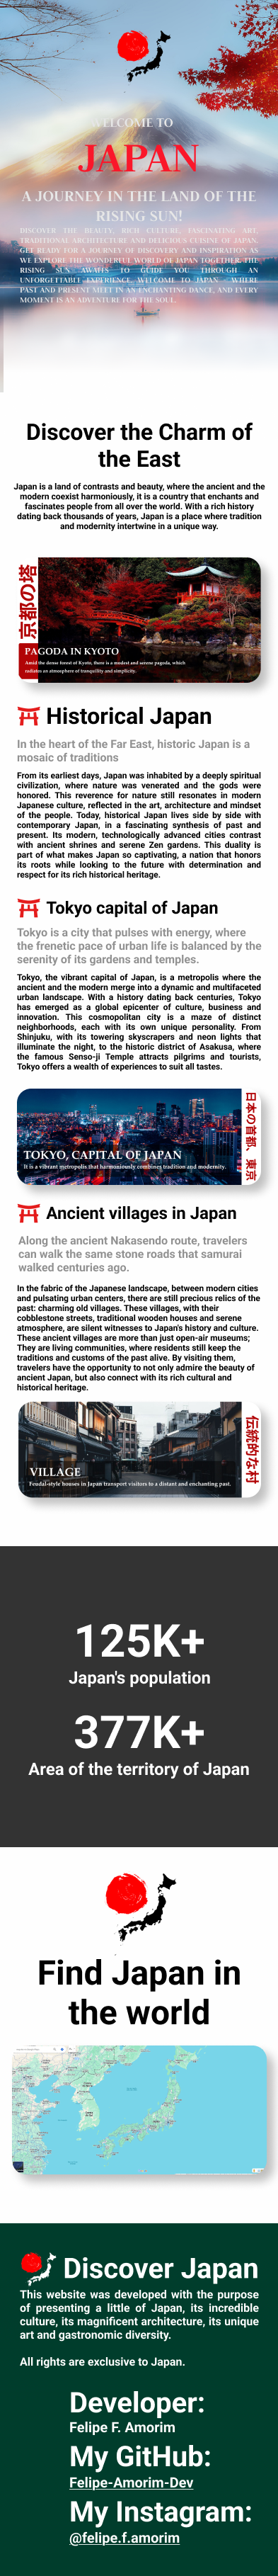 WELCOME TO
JAPAN
A JOURNEY IN THE LAND OF THE
RISING SUN!
DISCOVER THE BEAUTY, RICH CULTURE, FASCINATING ART,
TRADITIONAL ARCHITECTURE AND DELICIOUS CUISINE OF JAPAN.
GET READY FOR A JOURNEY OF DISCOVERY AND INSPIRATION AS
WE EXPLORE THE WONDERFUL WORLD OF JAPAN TOGETHER. THE
RISING SUN AWAITS TO GUIDE YOU THROUGH AN
UNFORGETTABLE EXPERIENCE. WELCOME TO JAPAN - WHERE
PAST AND PRESENT MEET IN AN ENCHANTING DANCE, AND EVERY
MOMENT IS AN ADVENTURE FOR THE SOUL.
Discover the Charm of
the East
Japan is a land of contrasts and beauty, where the ancient and the
modern coexist harmoniously, it is a country that enchants and
fascinates people from all over the world. With a rich history
dating back thousands of years, Japan is a place where tradition
and modernity intertwine in a unique way.
京都の塔
PAGODA IN KYOTO
Amid the dense forest of Kyoto, there is a modest and serene pagoda, which
radiates an atmosphere of tranquility and simplicity.
Historical Japan
In the heart of the Far East, historic Japan is a
mosaic of traditions
From its earliest days, Japan was inhabited by a deeply spiritual
civilization, where nature was venerated and the gods were
honored. This reverence for nature still resonates in modern
Japanese culture, reflected in the art, architecture and mindset
of the people. Today, historical Japan lives side by side with
contemporary Japan, in a fascinating synthesis of past and
present. Its modern, technologically advanced cities contrast
with ancient shrines and serene Zen gardens. This duality is
part of what makes Japan so captivating, a nation that honors
its roots while looking to the future with determination and
respect for its rich historical heritage.
Tokyo capital of Japan
Tokyo is a city that pulses with energy, where
the frenetic pace of urban life is balanced by the
serenity of its gardens and temples.
Tokyo, the vibrant capital of Japan, is a metropolis where the
ancient and the modern merge into a dynamic and multifaceted
urban landscape. With a history dating back centuries, Tokyo
has emerged as a global epicenter of culture, business and
innovation. This cosmopolitan city is a maze of distinct
neighborhoods, each with its own unique personality. From
Shinjuku, with its towering skyscrapers and neon lights that
illuminate the night, to the historic district of Asakusa, where
the famous Senso-ji Temple attracts pilgrims and tourists,
Tokyo offers a wealth of experiences to suit all tastes.
TOKYO, CAPITAL OF JAPAN
It is a vibrant metropolis that harmoniously combines tradition and modernity.
日本の首都、東京
Ancient villages in Japan
Along the ancient Nakasendo route, travelers
can walk the same stone roads that samurai
walked centuries ago.
In the fabric of the Japanese landscape, between modern cities
and pulsating urban centers, there are still precious relics of the
past: charming old villages. These villages, with their
cobblestone streets, traditional wooden houses and serene
atmosphere, are silent witnesses to Japan's history and culture.
These ancient villages are more than just open-air museums;
They are living communities, where residents still keep the
traditions and customs of the past alive. By visiting them,
travelers have the opportunity to not only admire the beauty of
ancient Japan, but also connect with its rich cultural and
historical heritage.
VILLAGE
Feudal-style houses in Japan transport visitors to a distant and enchanting past.
伝統的な村
125K+
Japan's population
377K+
Area of the territory of Japan
Find Japan in
the world
Discover Japan
This website was developed with the purpose
of presenting a little of Japan, its incredible
culture, its magnificent architecture, its unique
art and gastronomic diversity.
All rights are exclusive to Japan.
Developer:
Felipe F. Amorim
My GitHub:
Felipe-Amorim-Dev
My Instagram:
@felipe.f.amorim